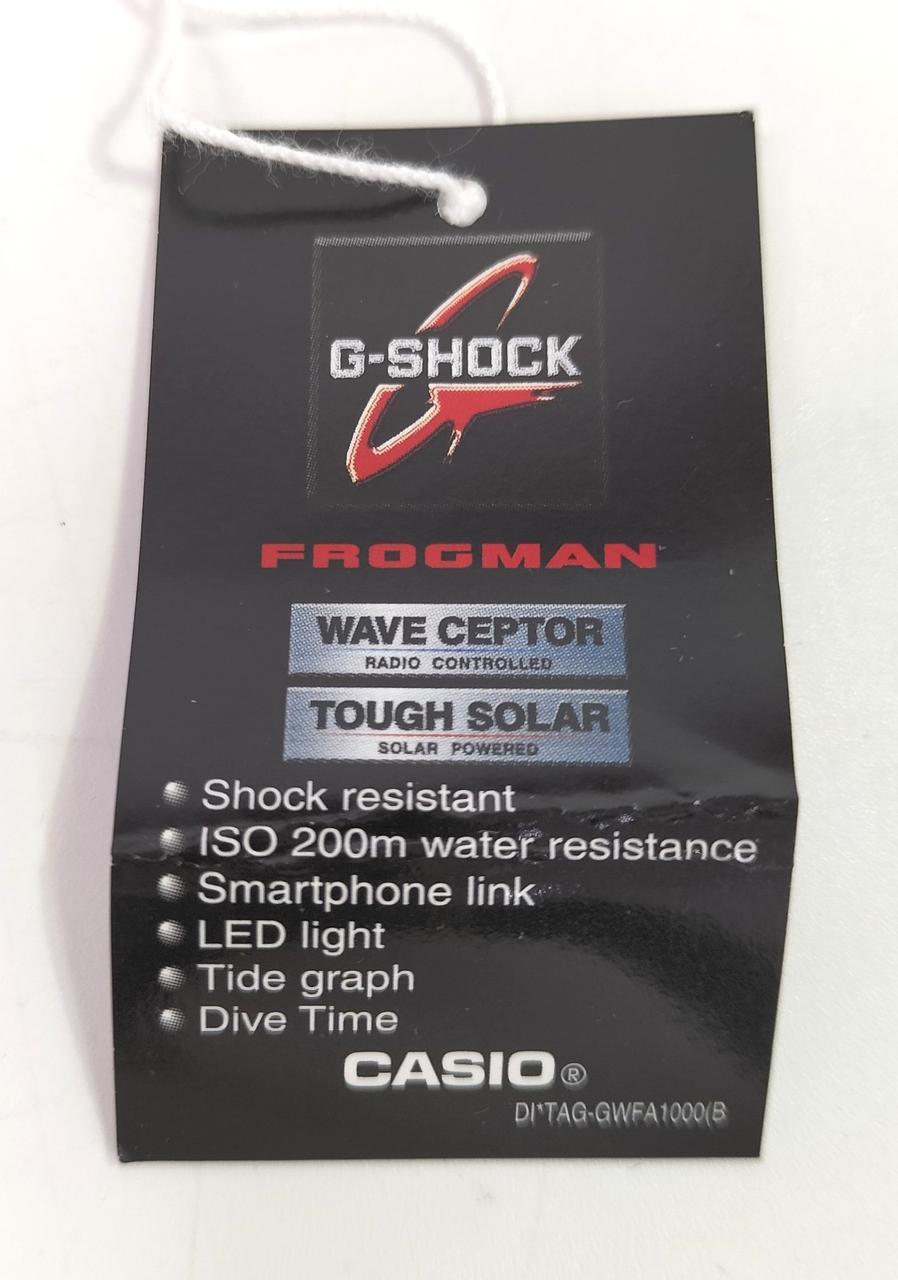 G-SHOCK
FROGMAN
WAVE CEPTOR
RADIO CONTROLLED
TOUGH SOLAR
SOLAR POWERED
Shock resistant
ISO 200m water resistance
Smartphone link
LED light
Tide graph
Dive Time
CASIO®
DI*TAG-GWFA1000(B